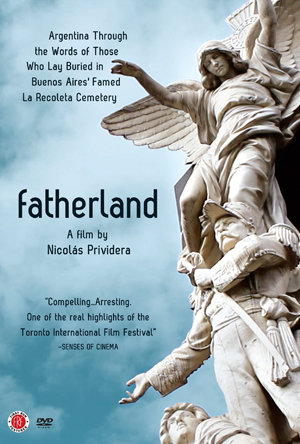 Argentina Through
the Words of Those
Who Lay Buried in
Buenos Aires' Famed
La Recoleta Cemetery
fatherland
A film by
Nicolás Prividera
"Compelling...Arresting.
One of the real highlights of the
Toronto International Film Festival"
–SENSES OF CINEMA
DVD